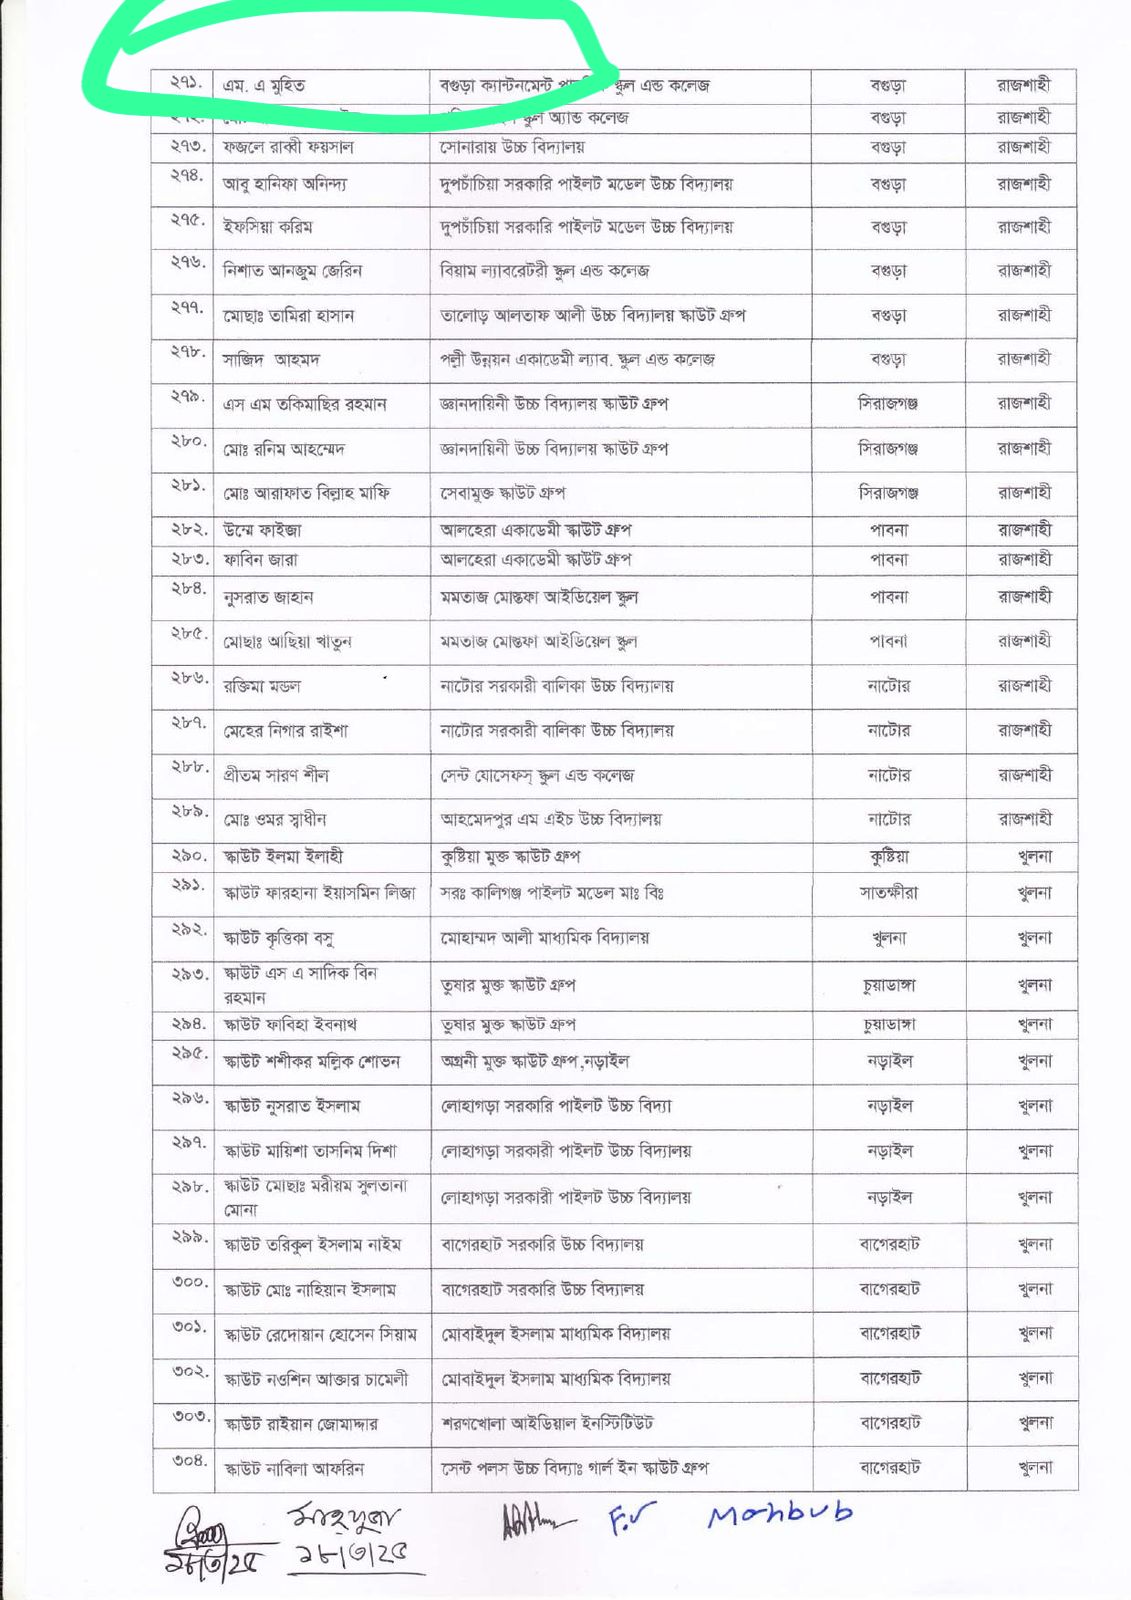 ২৭১. এম. এ মুহিত বগুড়া ক্যান্টনমেন্ট স্কুল এন্ড কলেজ বগুড়া রাজশাহী
স্কুল অ্যান্ড কলেজ বগুড়া রাজশাহী
২৭৩. ফজলে রাব্বী ফয়সাল সোনারায় উচ্চ বিদ্যালয় বগুড়া রাজশাহী
২৭৪. আবু হানিফা অনিন্দ্য দুপচাঁচিয়া সরকারি পাইলট মডেল উচ্চ বিদ্যালয় বগুড়া রাজশাহী
২৭৫. ইফসিয়া করিম দুপচাঁচিয়া সরকারি পাইলট মডেল উচ্চ বিদ্যালয় বগুড়া রাজশাহী
২৭৬. নিশাত আনজুম জেরিন বিয়াম ল্যাবরেটরী স্কুল এন্ড কলেজ বগুড়া রাজশাহী
২৭৭. মোছাঃ তামিরা হাসান তালোড় আলতাফ আলী উচ্চ বিদ্যালয় স্কাউট গ্রুপ বগুড়া রাজশাহী
২৭৮. সাজিদ আহমদ পল্লী উন্নয়ন একাডেমী ল্যাব. স্কুল এন্ড কলেজ বগুড়া রাজশাহী
২৭৯. এস এম তকিমাছির রহমান জ্ঞানদায়িনী উচ্চ বিদ্যালয় স্কাউট গ্রুপ সিরাজগঞ্জ রাজশাহী
২৮০. মোঃ রনিম আহম্মেদ জ্ঞানদায়িনী উচ্চ বিদ্যালয় স্কাউট গ্রুপ সিরাজগঞ্জ রাজশাহী
২৮১. মোঃ আরাফাত বিল্লাহ মাফি সেবামুক্ত স্কাউট গ্রুপ সিরাজগঞ্জ রাজশাহী
২৮২. উম্মে ফাইজা আলহেরা একাডেমী স্কাউট গ্রুপ পাবনা রাজশাহী
২৮৩. ফাবিন জারা আলহেরা একাডেমী স্কাউট গ্রুপ পাবনা রাজশাহী
২৮৪. নুসরাত জাহান মমতাজ মোস্তফা আইডিয়েল স্কুল পাবনা রাজশাহী
২৮৫. মোছাঃ আছিয়া খাতুন মমতাজ মোস্তফা আইডিয়েল স্কুল পাবনা রাজশাহী
২৮৬. রক্তিমা মন্ডল নাটোর সরকারী বালিকা উচ্চ বিদ্যালয় নাটোর রাজশাহী
২৮৭. মেহের নিগার রাইশা নাটোর সরকারী বালিকা উচ্চ বিদ্যালয় নাটোর রাজশাহী
২৮৮. প্রীতম সারণ শীল সেন্ট যোসেফস্ স্কুল এন্ড কলেজ নাটোর রাজশাহী
২৮৯. মোঃ ওমর স্বাধীন আহমেদপুর এম এইচ উচ্চ বিদ্যালয় নাটোর রাজশাহী
২৯০. স্কাউট ইলমা ইলাহী কুষ্টিয়া মুক্ত স্কাউট গ্রুপ কুষ্টিয়া খুলনা
২৯১. স্কাউট ফারহানা ইয়াসমিন লিজা সরঃ কালিগঞ্জ পাইলট মডেল মাঃ বিঃ সাতক্ষীরা খুলনা
২৯২. স্কাউট কৃত্তিকা বসু মোহাম্মদ আলী মাধ্যমিক বিদ্যালয় খুলনা খুলনা
২৯৩. স্কাউট এস এ সাদিক বিন
রহমান তুষার মুক্ত স্কাউট গ্রুপ চুয়াডাঙ্গা খুলনা
২৯৪. স্কাউট ফাবিহা ইবনাথ তুষার মুক্ত স্কাউট গ্রুপ চুয়াডাঙ্গা খুলনা
২৯৫. স্কাউট শশীকর মল্লিক শোভন অগ্রনী মুক্ত স্কাউট গ্রুপ,নড়াইল নড়াইল খুলনা
২৯৬. স্কাউট নুসরাত ইসলাম লোহাগড়া সরকারি পাইলট উচ্চ বিদ্যা নড়াইল খুলনা
২৯৭. স্কাউট মায়িশা তাসনিম দিশা লোহাগড়া সরকারী পাইলট উচ্চ বিদ্যালয় নড়াইল খুলনা
২৯৮. স্কাউট মোছাঃ মরীয়ম সুলতানা
মোনা লোহাগড়া সরকারী পাইলট উচ্চ বিদ্যালয় নড়াইল খুলনা
২৯৯. স্কাউট তরিকুল ইসলাম নাইম বাগেরহাট সরকারি উচ্চ বিদ্যালয় বাগেরহাট খুলনা
৩০০. স্কাউট মোঃ নাহিয়ান ইসলাম বাগেরহাট সরকারি উচ্চ বিদ্যালয় বাগেরহাট খুলনা
৩০১. স্কাউট রেদোয়ান হোসেন সিয়াম মোবাইদুল ইসলাম মাধ্যমিক বিদ্যালয় বাগেরহাট খুলনা
৩০২. স্কাউট নওশিন আক্তার চামেলী মোবাইদুল ইসলাম মাধ্যমিক বিদ্যালয় বাগেরহাট খুলনা
৩০৩. স্কাউট রাইয়ান জোমাদ্দার শরণখোলা আইডিয়াল ইনস্টিটিউট বাগেরহাট খুলনা
৩০৪. স্কাউট নাবিলা আফরিন সেন্ট পলস উচ্চ বিদ্যাঃ গার্ল ইন স্কাউট গ্রুপ বাগেরহাট খুলনা
Mahbub
১৮/৩/২৫ ১৮/৩/২৫